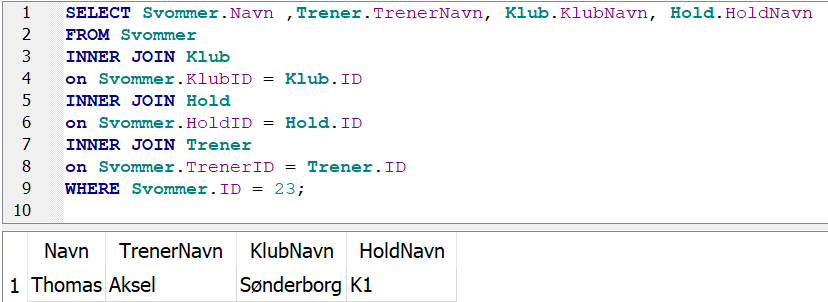 1 SELECT Svommer.Navn ,Trener.TrenerNavn, Klub.KlubNavn, Hold.HoldNavn
2 FROM Svommer
3 INNER JOIN Klub
4 on Svommer.KlubID = Klub.ID
5 INNER JOIN Hold
6 on Svommer.HoldID = Hold.ID
7 INNER JOIN Trener
8 on Svommer.TrenerID = Trener.ID
9 WHERE Svommer.ID = 23;
10
Navn TrenerNavn KlubNavn HoldNavn
1 Thomas Aksel Sønderborg K1